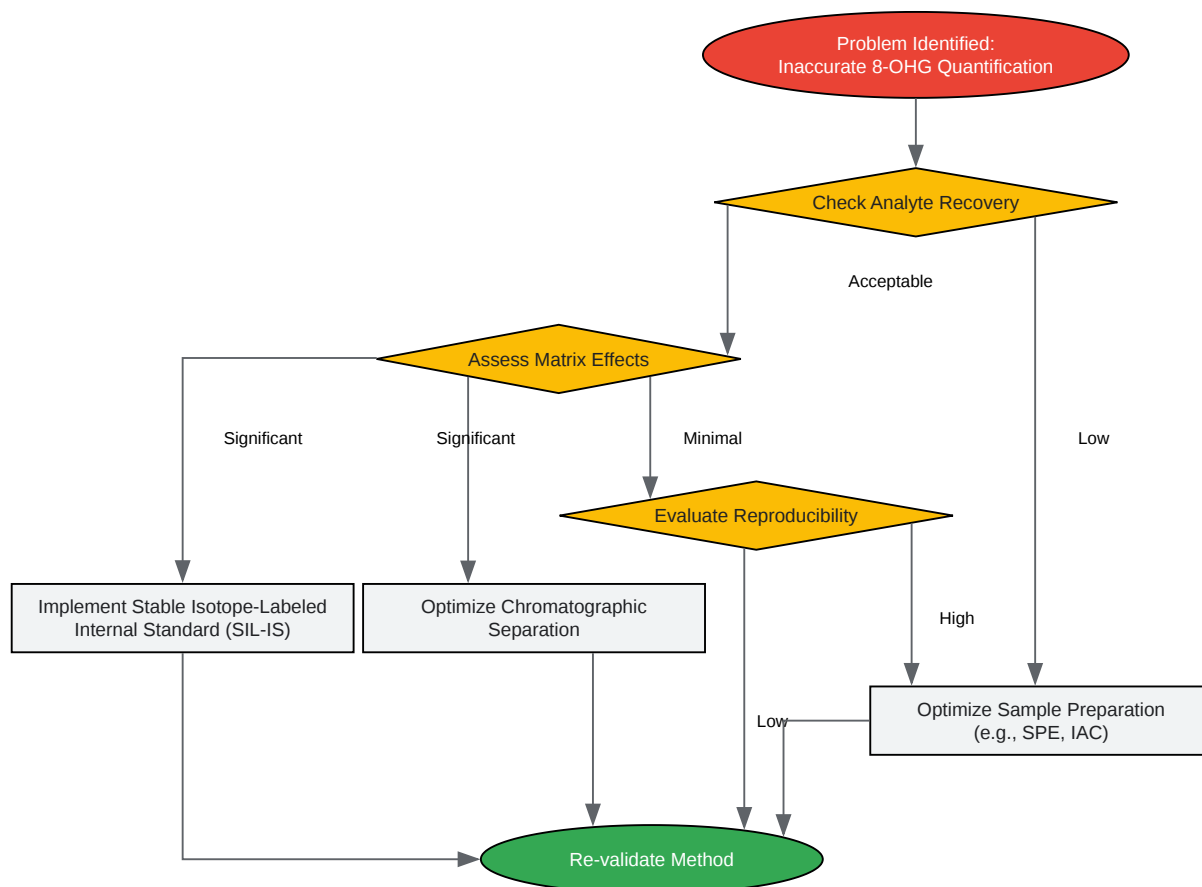 Problem Identified:
Inaccurate 8-OHG Quantification
Check Analyte Recovery
Acceptable
Assess Matrix Effects
Significant
Significant
Minimal
Low
Evaluate Reproducibility
Implement Stable Isotope-Labeled
Internal Standard (SIL-IS)
Optimize Chromatographic
Separation
High
Low
Optimize Sample Preparation
(e.g., SPE, IAC)
Re-validate Method